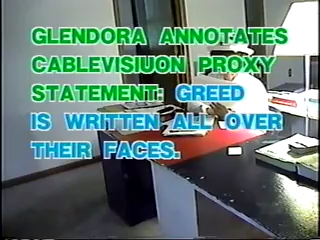 GLENDORA ANNOTATES
CABLEVISIUON PROXY
STATEMENT: GREED
IS WRITTEN ALL OVER
THEIR FACES.